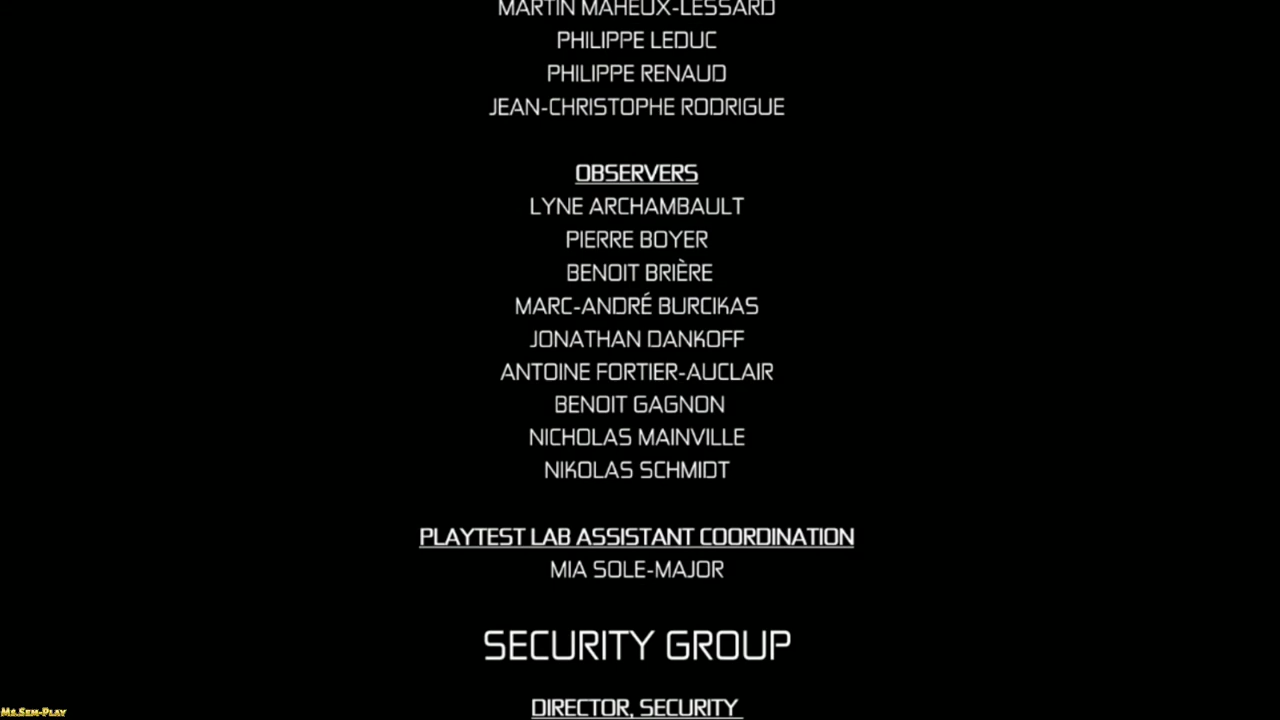 MARTIN MAHEUX-LESSARD
PHILIPPE LEDUC
PHILIPPE RENAUD
JEAN-CHRISTOPHE RODRIGUE
OBSERVERS
LYNE ARCHAMBAULT
PIERRE BOYER
BENOIT BRIÈRE
MARC-ANDRÉ BURCIKAS
JONATHAN DANKOFF
ANTOINE FORTIER-AUCLAIR
BENOIT GAGNON
NICHOLAS MAINVILLE
NIKOLAS SCHMIDT
PLAYTEST LAB ASSISTANT COORDINATION
MIA SOLE-MAJOR
SECURITY GROUP
DIRECTOR, SECURITY
Ms.Sem-Play